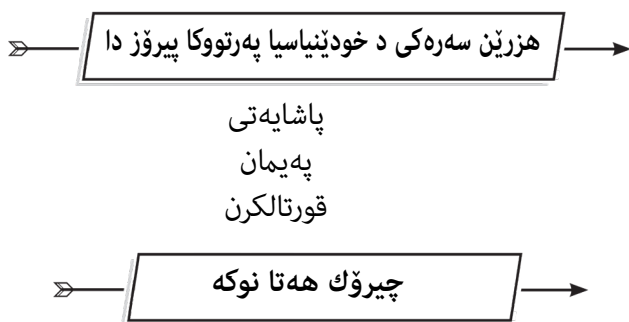 هزرێن سەرەکی د خودێنیاسیا پەرتووکا پیرۆز دا
پاشایەتی
پەیمان
قورتالکرن
چیرۆك هەتا نوکە